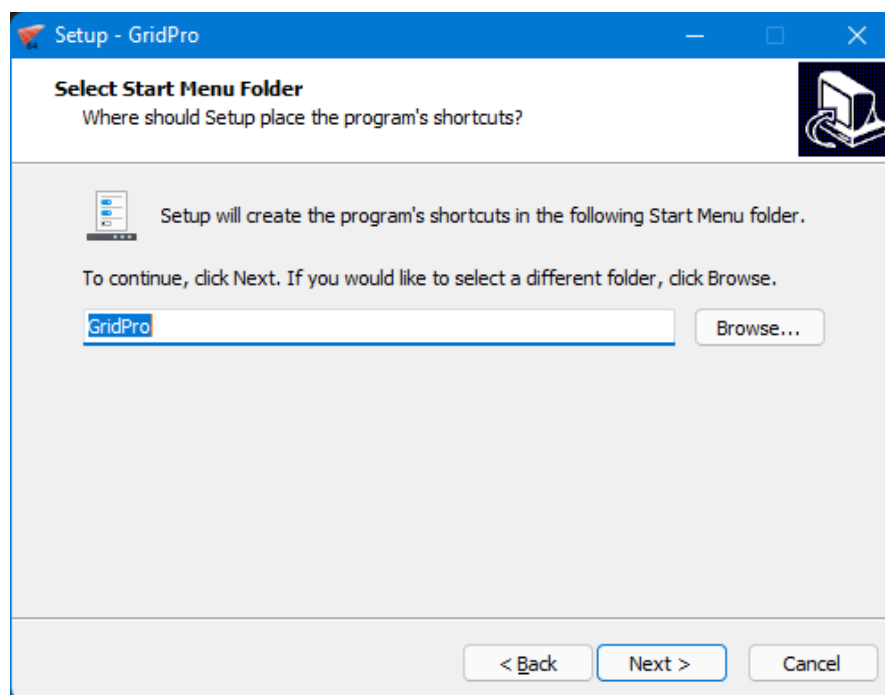 Setup - GridPro
Select Start Menu Folder
Where should Setup place the program's shortcuts?
Setup will create the program's shortcuts in the following Start Menu folder.
To continue, click Next. If you would like to select a different folder, click Browse.
GridPro
Browse...
< Back
Next >
Cancel